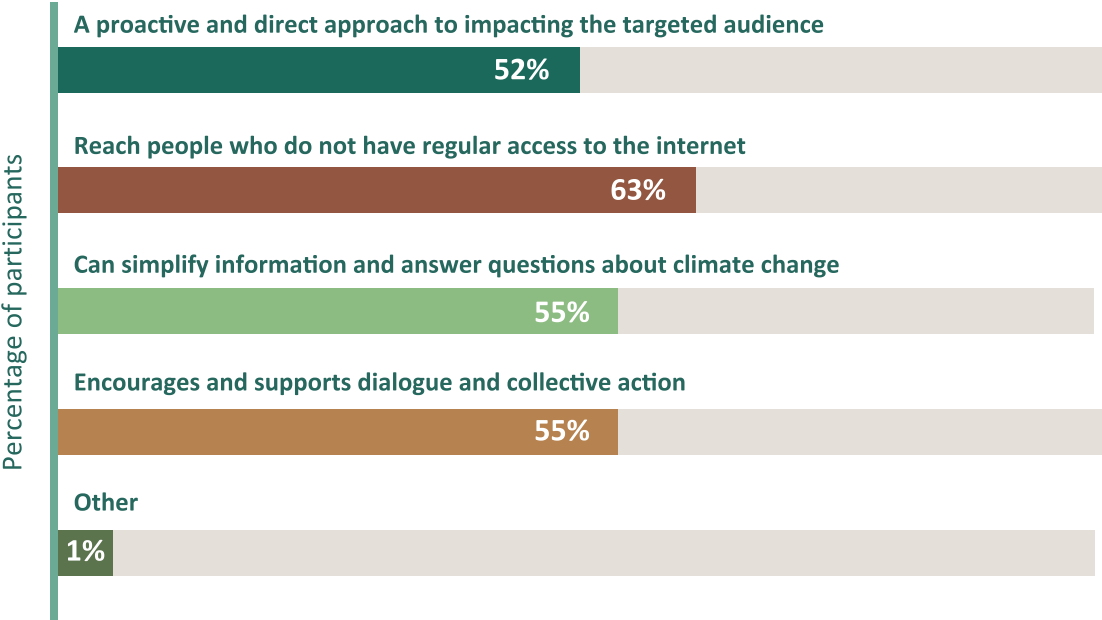 Percentage of participants
A proactive and direct approach to impacting the targeted audience
52%
Reach people who do not have regular access to the internet
63%
Can simplify information and answer questions about climate change
55%
Encourages and supports dialogue and collective action
55%
Other
1%